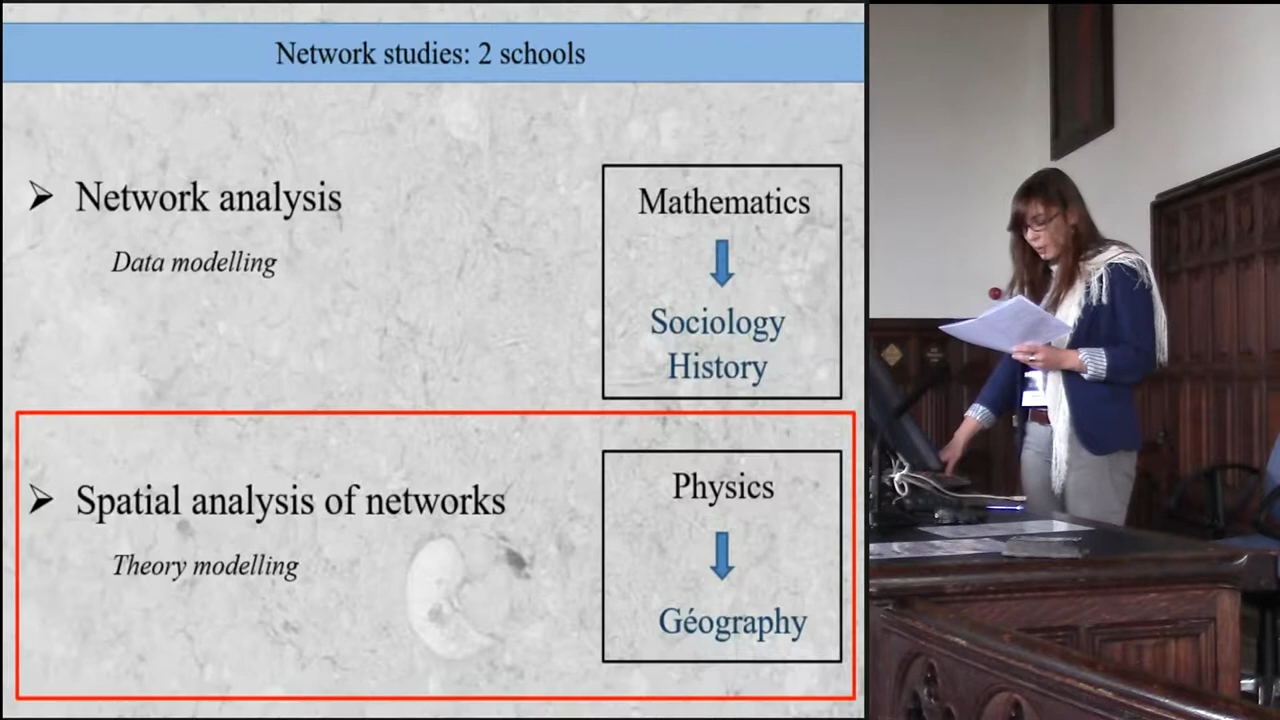 Network studies: 2 schools
Network analysis
Data modelling
Mathematics
Sociology
History
Spatial analysis of networks
Theory modelling
Physics
Géography